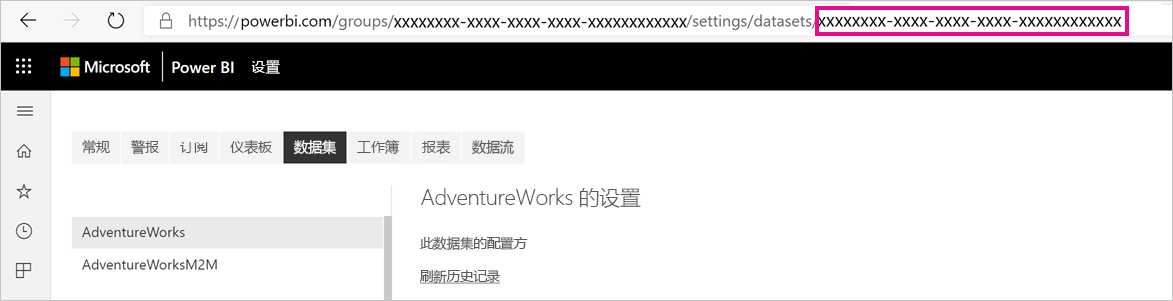 https://powerbi.com/groups/xxxxxxxx-xxxx-xxxx-xxxx-xxxxxxxxxxxx/settings/datasets/xxxxxxxx-xxxx-xxxx-xxxx-xxxxxxxxxxxx
Microsoft Power BI 设置
常规 警报 订阅 仪表板 数据集 工作簿 报表 数据流
AdventureWorks 的设置
AdventureWorks
此数据集的配置方
AdventureWorksM2M
刷新历史记录